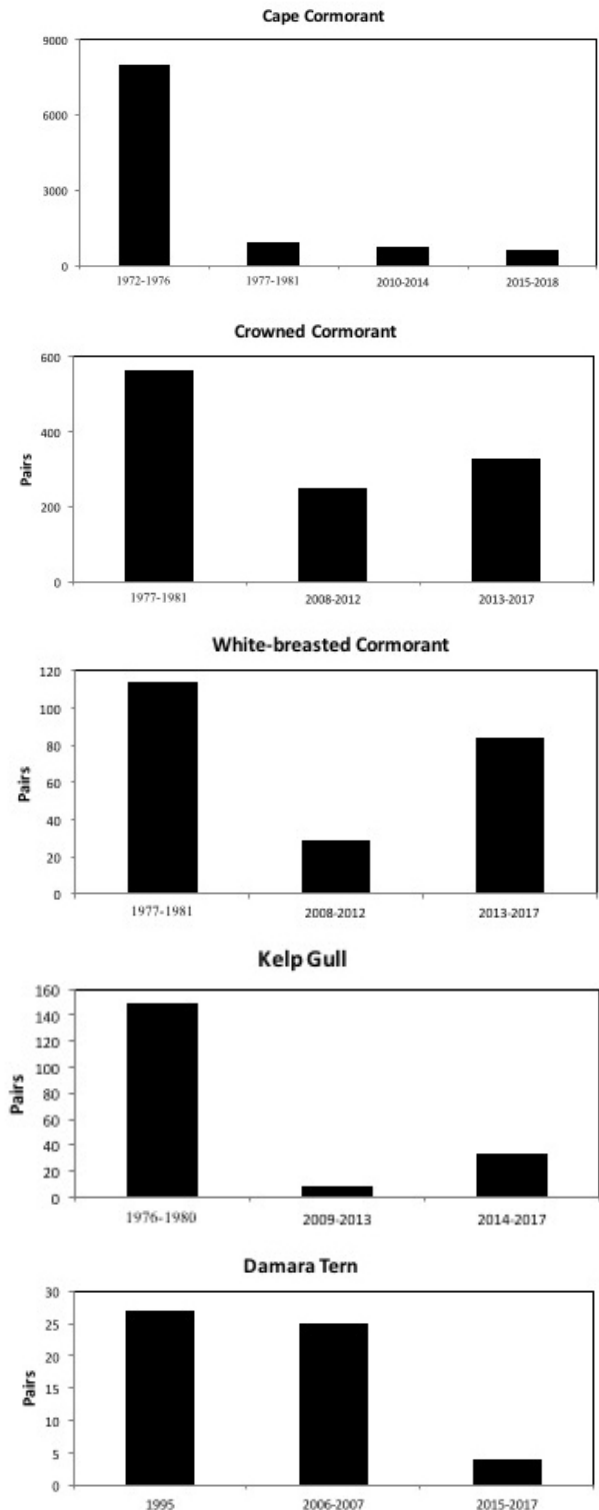 Cape Cormorant
9000
6000
3000
0
1972-1976 1977-1981 2010-2014 2015-2018
Crowned Cormorant
600
400
200
0
Pairs
1977-1981 2008-2012 2013-2017
White-breasted Cormorant
120
100
80
60
40
20
0
Pairs
1977-1981 2008-2012 2013-2017
Kelp Gull
160
140
120
100
80
60
40
20
0
Pairs
1976-1980 2009-2013 2014-2017
Damara Tern
30
25
20
15
10
5
0
Pairs
1995 2006-2007 2015-2017